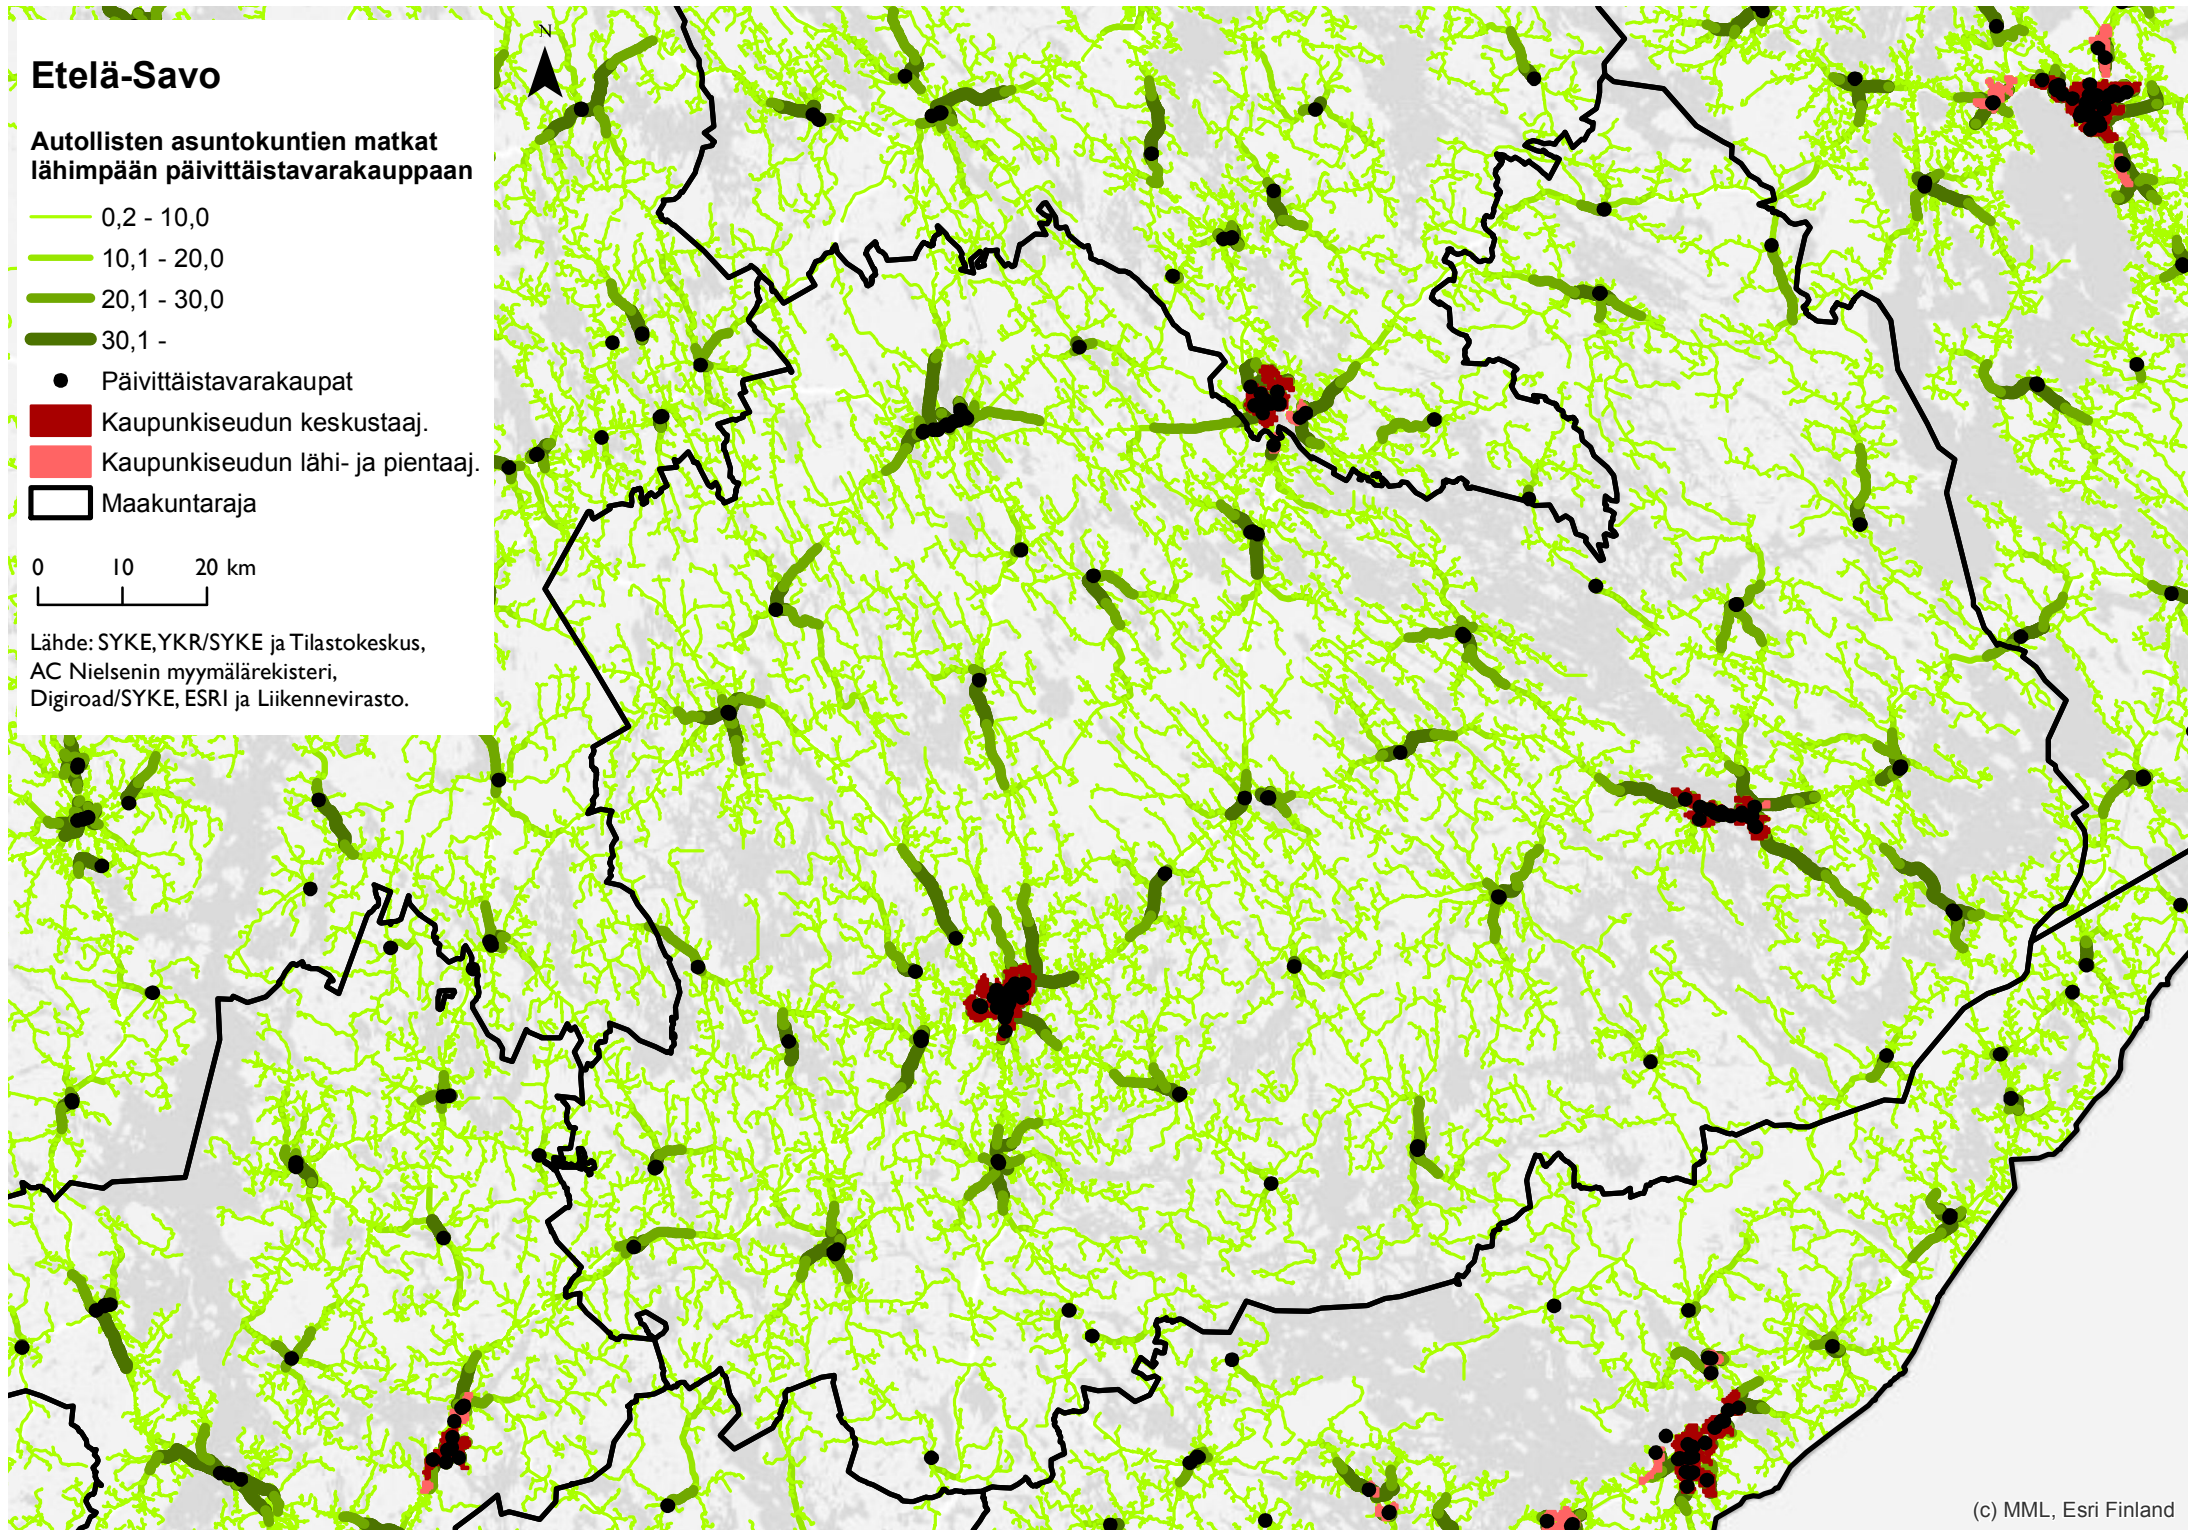 N
Etelä-Savo
Autollisten asuntokuntien matkat
lähimpään päivittäistavarakauppaan
0,2 - 10,0
10,1 - 20,0
20,1 - 30,0
30,1 -
Päivittäistavarakaupat
Kaupunkiseudun keskustaaj.
Kaupunkiseudun lähi- ja pientaaj.
Maakuntaraja
0 10 20 km
Lähde: SYKE, YKR/SYKE ja Tilastokeskus,
AC Nielsenin myymälärekisteri,
Digiroad/SYKE, ESRI ja Liikennevirasto.
(c) MML, Esri Finland